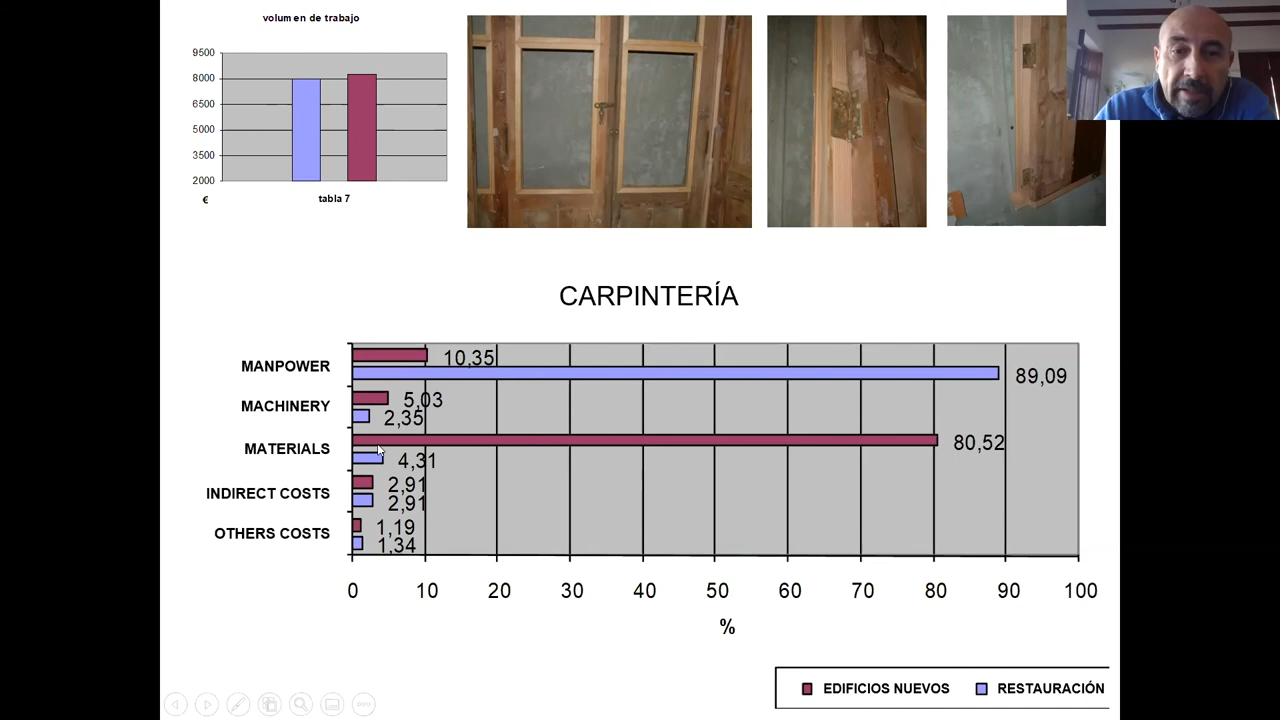 volumen de trabajo
9500
8000
6500
5000
3500
2000
€
tabla 7
CARPINTERÍA
MANPOWER
10,35
89,09
MACHINERY
5,03
2,35
MATERIALS
80,52
4,31
INDIRECT COSTS
2,91
2,91
OTHERS COSTS
1,19
1,34
0 10 20 30 40 50 60 70 80 90 100
%
EDIFICIOS NUEVOS RESTAURACIÓN